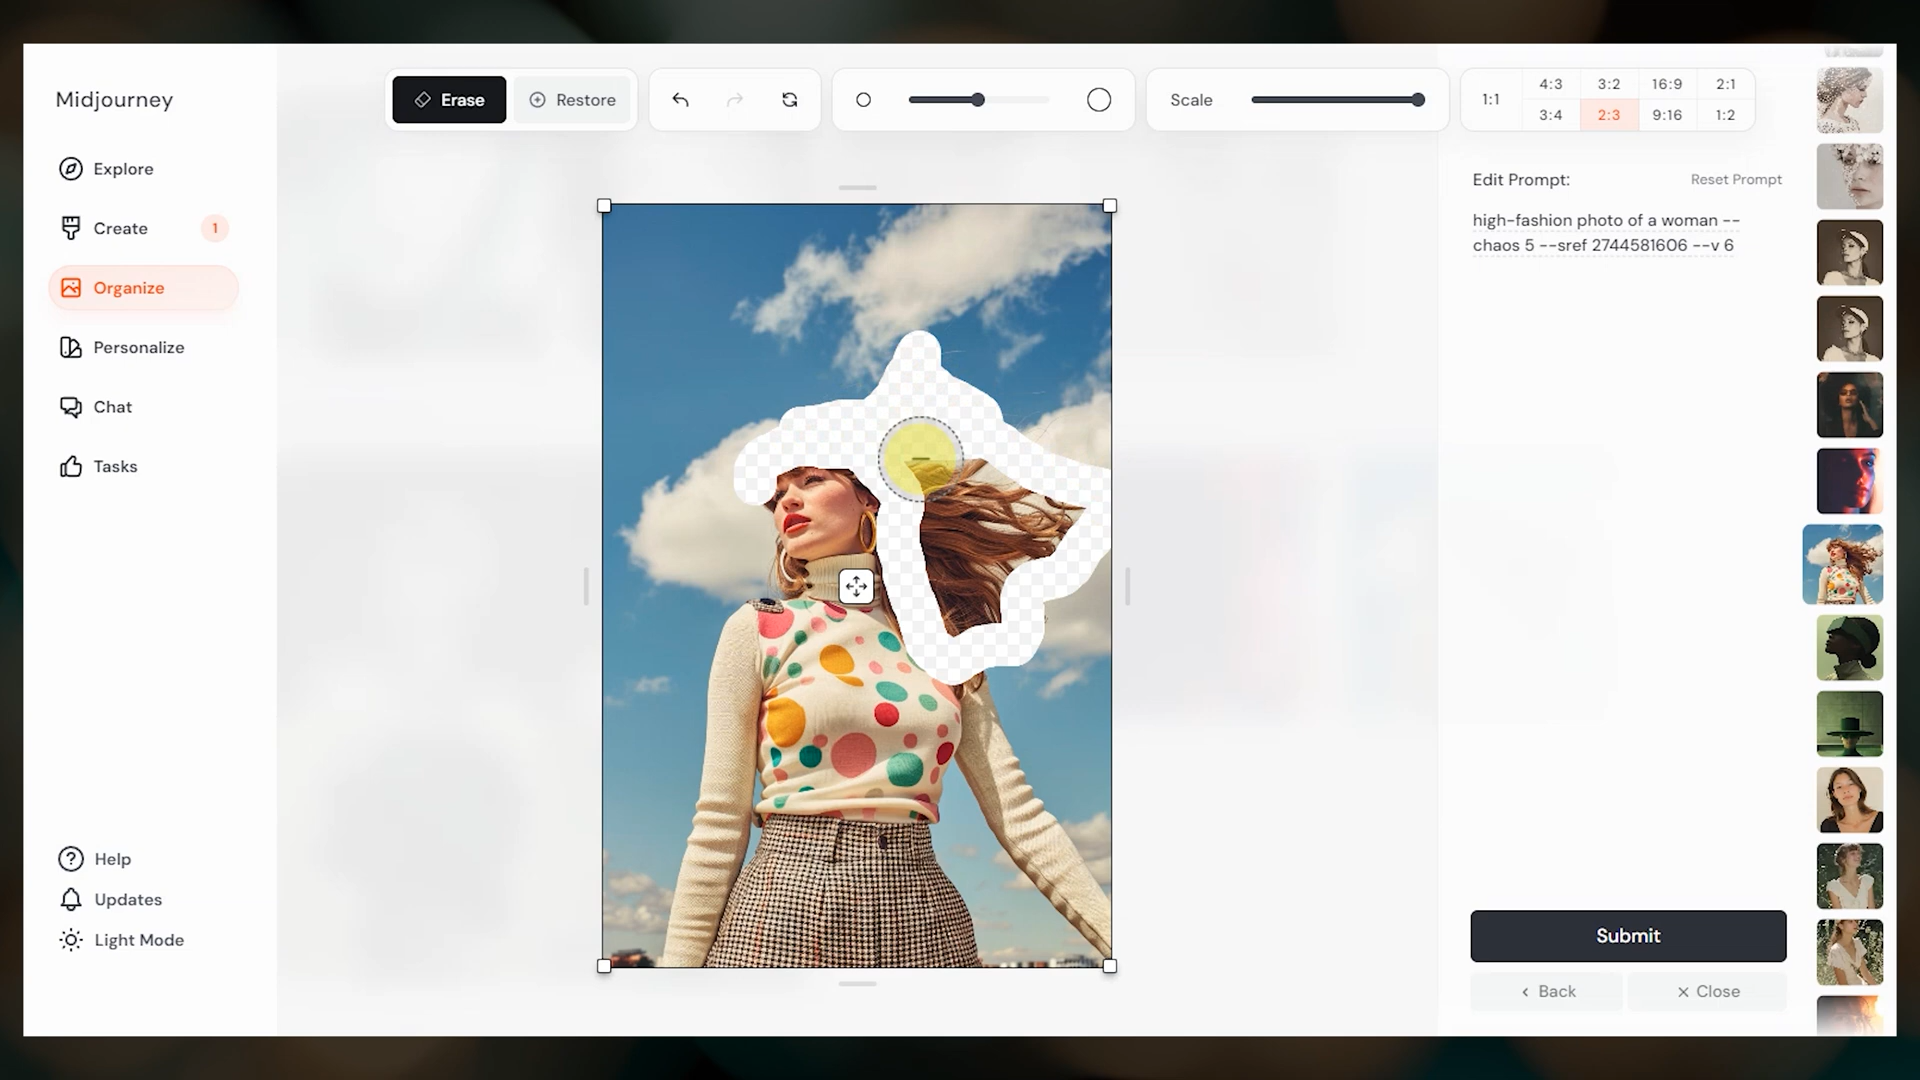 Midjourney
Explore
Create
1
Organize
Personalize
Chat
Tasks
Help
Updates
Light Mode
Erase
Restore
Scale
1:1
4:3
3:2
16:9
2:1
3:4
2:3
9:16
1:2
Edit Prompt:
Reset Prompt
high-fashion photo of a woman --
chaos 5 --sref 2744581606 --v 6
Submit
Back
Close